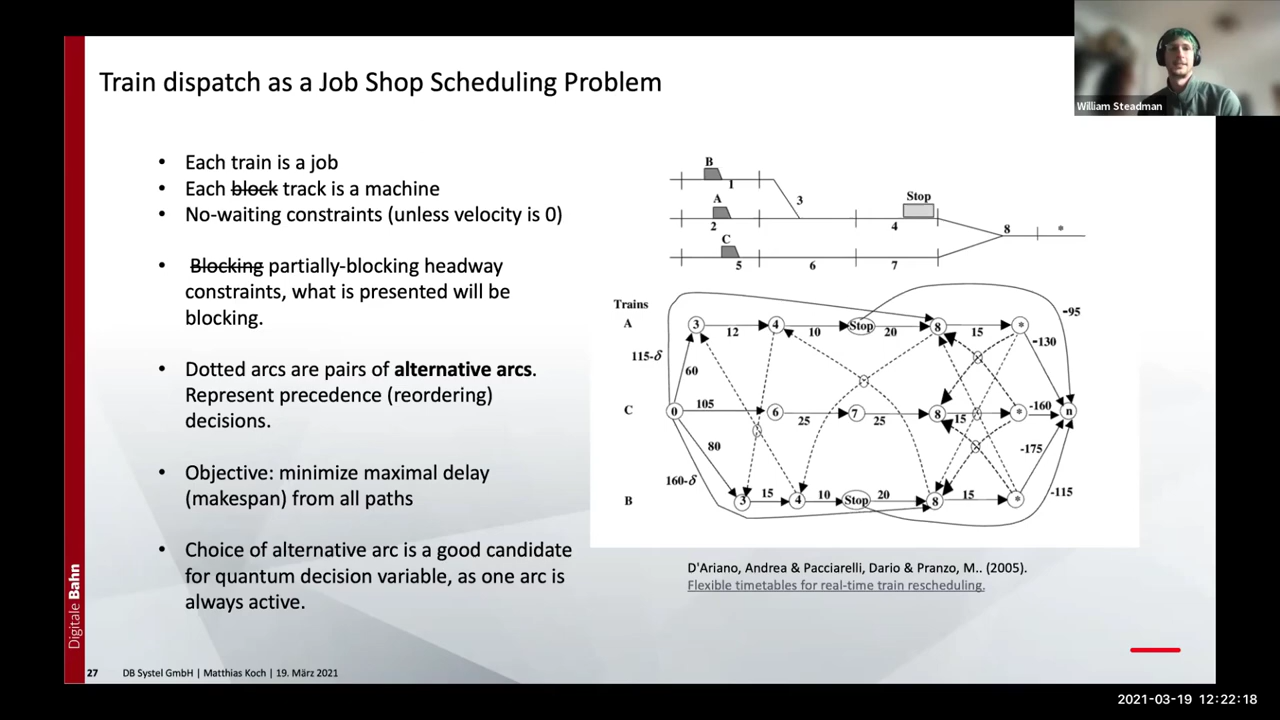 Train dispatch as a Job Shop Scheduling Problem
William Steadman
• Each train is a job
• Each block track is a machine
• No-waiting constraints (unless velocity is 0)
• Blocking partially-blocking headway
constraints, what is presented will be
blocking.
• Dotted arcs are pairs of alternative arcs.
Represent precedence (reordering)
decisions.
• Objective: minimize maximal delay
(makespan) from all paths
• Choice of alternative arc is a good candidate
for quantum decision variable, as one arc is
always active.
B
1
3
A
Stop
2
4
8
*
C
5
6
7
Trains
-95
A
3
12
4
10
Stop
20
8
15
*
-130
115-δ
60
C
0
105
6
25
7
25
8
15
*
-160
n
80
-175
160-δ
B
3
15
4
10
Stop
20
8
15
*
-115
D'Ariano, Andrea & Pacciarelli, Dario & Pranzo, M.. (2005).
Flexible timetables for real-time train rescheduling.
Digitale Bahn
27
DB Systel GmbH | Matthias Koch | 19. März 2021
2021-03-19 12:22:18